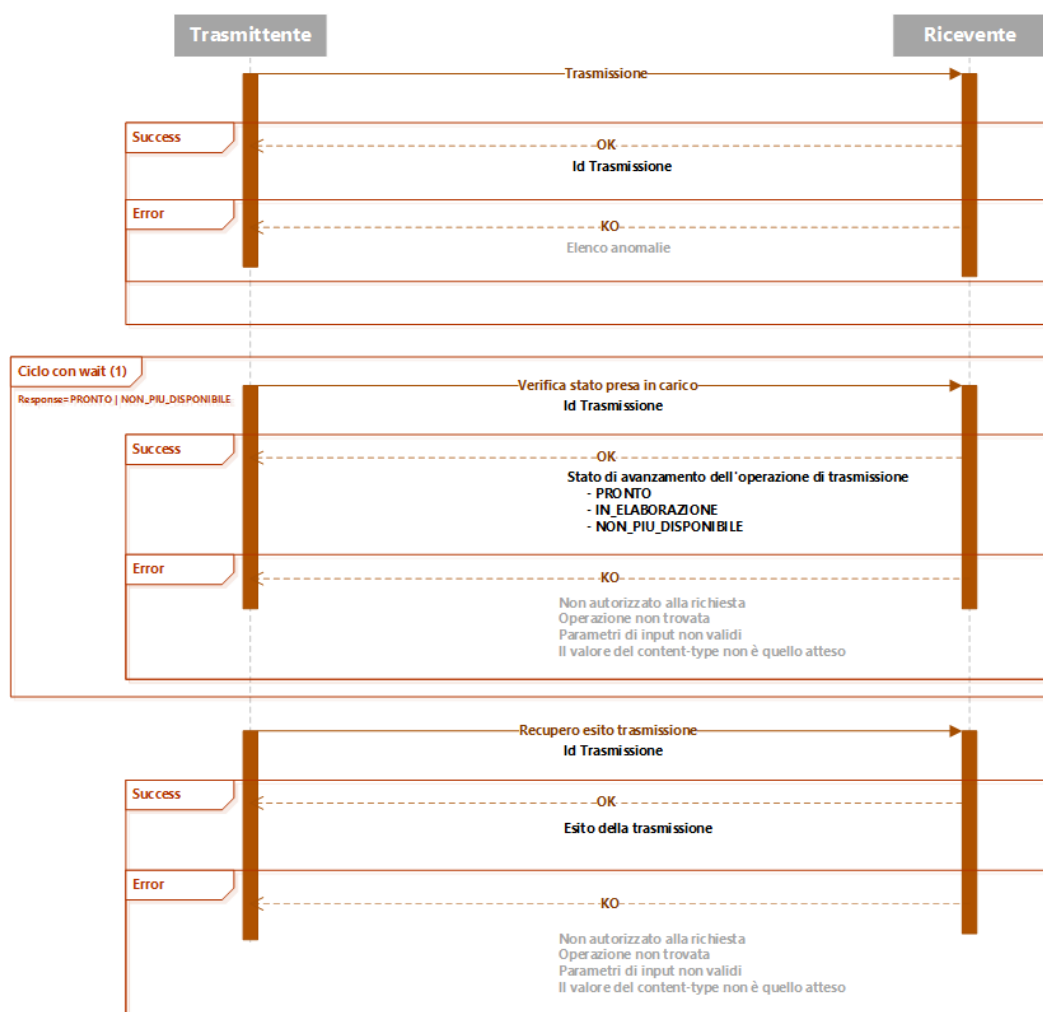 Trasmittente
Ricevente
Trasmissione
Success
OK
Id Trasmissione
Error
KO
Elenco anomalie
Ciclo con wait (1)
Response=PRONTO | NON_PIU_DISPONIBILE
Verifica stato presa in carico
Id Trasmissione
Success
OK
Stato di avanzamento dell'operazione di trasmissione
- PRONTO
- IN_ELABORAZIONE
- NON_PIU_DISPONIBILE
Error
KO
Non autorizzato alla richiesta
Operazione non trovata
Parametri di input non validi
Il valore del content-type non è quello atteso
Recupero esito trasmissione
Id Trasmissione
Success
OK
Esito della trasmissione
Error
KO
Non autorizzato alla richiesta
Operazione non trovata
Parametri di input non validi
Il valore del content-type non è quello atteso